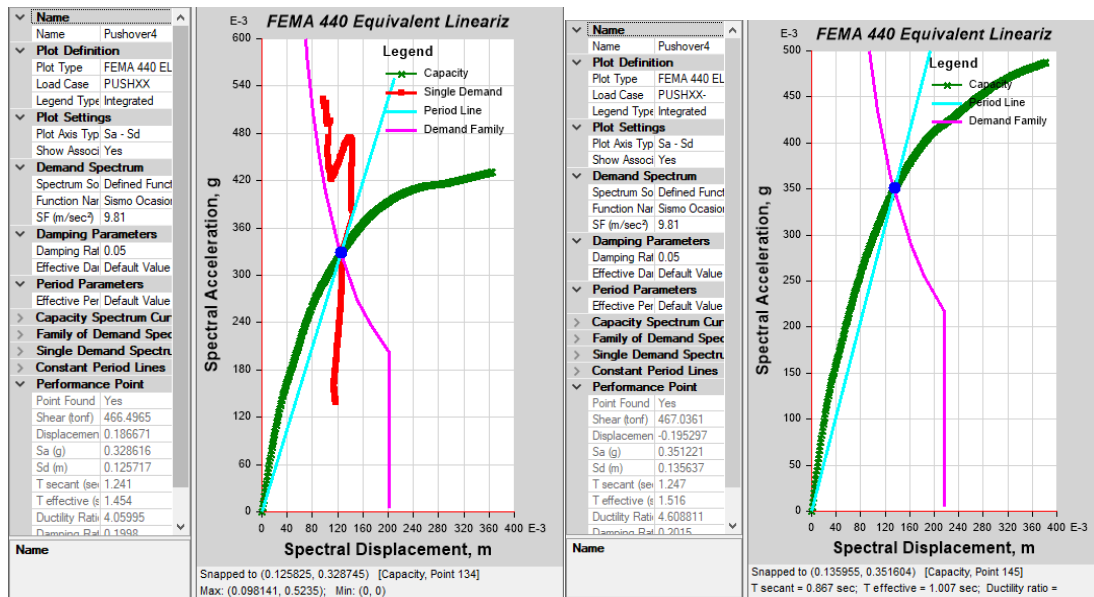 Name
Name Pushover4
Plot Definition
Plot Type FEMA 440 EL
Load Case PUSHXX
Legend Type Integrated
Plot Settings
Plot Axis Typ Sa - Sd
Show Associ Yes
Demand Spectrum
Spectrum So Defined Funct
Function Nar Sismo Ocasion
SF (m/sec²) 9.81
Damping Parameters
Damping Rat 0.05
Effective Dar Default Value
Period Parameters
Effective Per Default Value
Capacity Spectrum Cur
Family of Demand Spec
Single Demand Spectru
Constant Period Lines
Performance Point
Point Found Yes
Shear (tonf) 466.4965
Displacemen 0.186671
Sa (g) 0.328616
Sd (m) 0.125717
T secant (sec 1.241
T effective (s 1.454
Ductility Rati 4.05995
Damping Rat 0.1998
Name
E-3
FEMA 440 Equivalent Lineariz
600
540
480
420
360
300
240
180
120
60
0
Spectral Acceleration, g
Legend
Capacity
Single Demand
Period Line
Demand Family
0 40 80 120 160 200 240 280 320 360 400 E-3
Spectral Displacement, m
Snapped to (0.125825, 0.328745) [Capacity, Point 134]
Max: (0.098141, 0.5235); Min: (0, 0)
Name
Name Pushover4
Plot Definition
Plot Type FEMA 440 EL
Load Case PUSHXX-
Legend Type Integrated
Plot Settings
Plot Axis Typ Sa - Sd
Show Associ Yes
Demand Spectrum
Spectrum So Defined Funct
Function Nar Sismo Ocasion
SF (m/sec²) 9.81
Damping Parameters
Damping Rat 0.05
Effective Dar Default Value
Period Parameters
Effective Per Default Value
Capacity Spectrum Cur
Family of Demand Spec
Single Demand Spectru
Constant Period Lines
Performance Point
Point Found Yes
Shear (tonf) 467.0361
Displacemen -0.195297
Sa (g) 0.351221
Sd (m) 0.135637
T secant (sec 1.247
T effective (s 1.516
Ductility Rati 4.608811
Damping Rat 0.2015
Name
E-3
FEMA 440 Equivalent Lineariz
500
450
400
350
300
250
200
150
100
50
0
Spectral Acceleration, g
Legend
Capacity
Period Line
Demand Family
0 40 80 120 160 200 240 280 320 360 400 E-3
Spectral Displacement, m
Snapped to (0.135955, 0.351604) [Capacity, Point 145]
T secant = 0.867 sec; T effective = 1.007 sec; Ductility ratio =